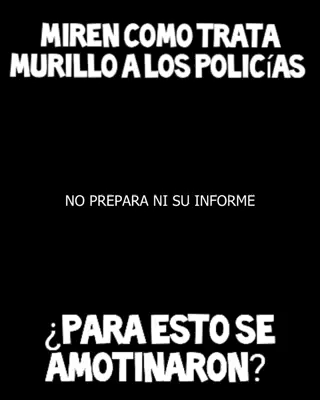 MIREN COMO TRATA
MURILLO A LOS POLICÍAS
NO PREPARA NI SU INFORME
¿PARA ESTO SE
AMOTINARON?